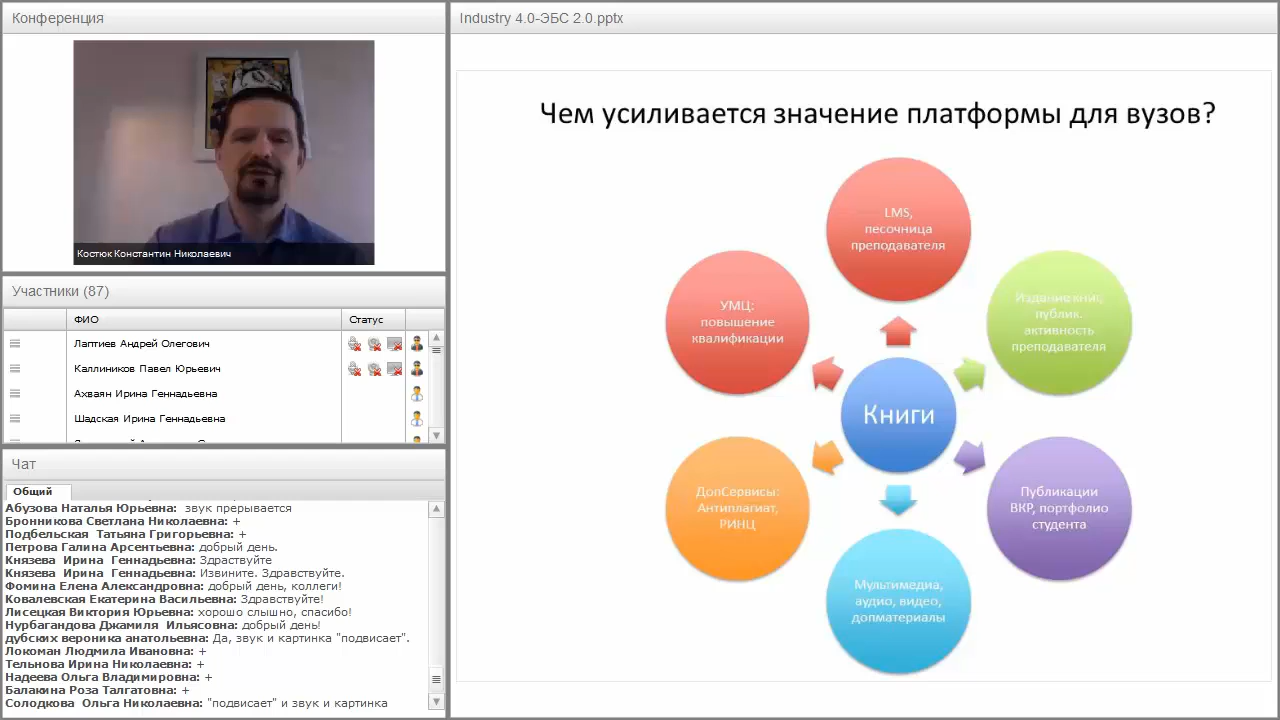 Конференция
Костюк Константин Николаевич
Участники (87)
ФИО
Статус
Лаптиев Андрей Олегович
Каллиников Павел Юрьевич
Ахваян Ирина Геннадьевна
Шадская Ирина Геннадьевна
Чат
Общий
Абузова Наталья Юрьевна: звук прерывается
Бронникова Светлана Николаевна: +
Подбельская Татьяна Григорьевна: +
Петрова Галина Арсентьевна: добрый день.
Князева Ирина Геннадьевна: Здраствуйте
Князева Ирина Геннадьевна: Извините. Здравствуйте.
Фомина Елена Александровна: добрый день, коллеги!
Ковалевская Екатерина Васильевна: Здравствуйте!
Лисецкая Виктория Юрьевна: хорошо слышно, спасибо!
Нурбагандова Джамиля Ильясовна: добрый день!
дубских вероника анатольевна: Да, звук и картинка "подвисает".
Локоман Людмила Ивановна: +
Тельнова Ирина Николаевна: +
Надеева Ольга Владимировна: +
Балакина Роза Талгатовна: +
Солодкова Ольга Николаевна: "подвисает" и звук и картинка
Industry 4.0-ЭБС 2.0.pptx
Чем усиливается значение платформы для вузов?
LMS,
песочница
преподавателя
УМЦ:
повышение
квалификации
Издание книг,
публик.
активность
преподавателя
Книги
ДопСервисы:
Антиплагиат,
РИНЦ
Публикации
ВКР, портфолио
студента
Мультимедиа,
аудио, видео,
допматериалы